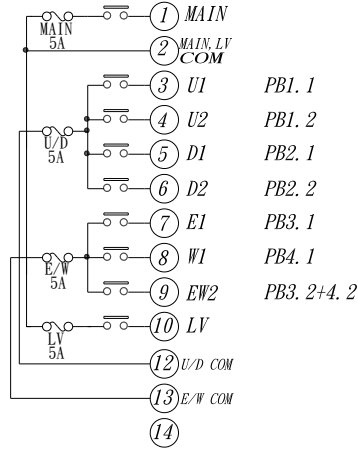 1 MAIN
MAIN
5A
2 MAIN, LV
COM
3 U1 PB1.1
4 U2 PB1.2
U/D
5A
5 D1 PB2.1
6 D2 PB2.2
7 E1 PB3.1
8 W1 PB4.1
E/W
5A
9 EW2 PB3.2+4.2
10 LV
LV
5A
12 U/D COM
13 E/W COM
14